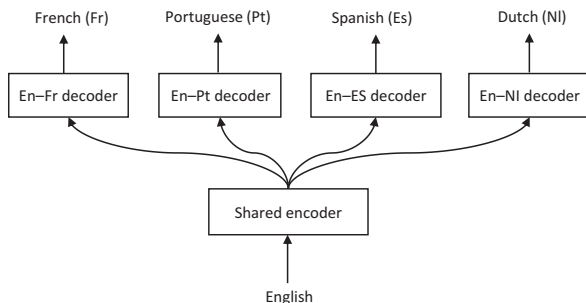 French (Fr) Portuguese (Pt) Spanish (Es) Dutch (Nl)
En–Fr decoder En–Pt decoder En–ES decoder En–NI decoder
Shared encoder
English